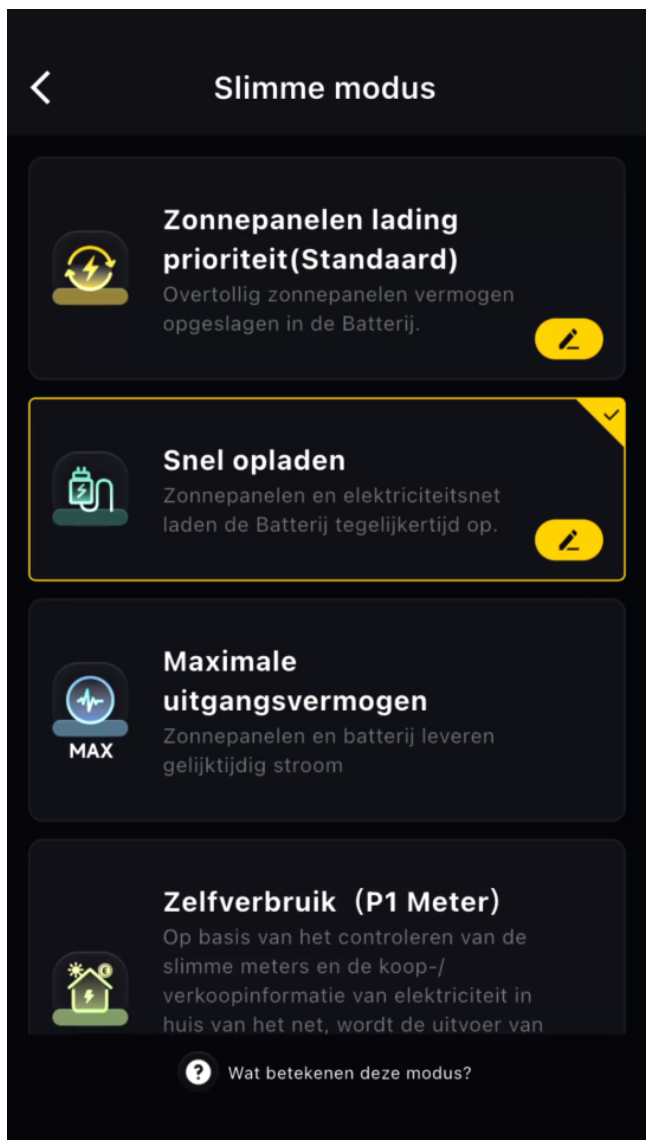 Slimme modus
Zonnepanelen lading
prioriteit(Standaard)
Overtollig zonnepanelen vermogen
opgeslagen in de Batterij.
Snel opladen
Zonnepanelen en elektriciteitsnet
laden de Batterij tegelijkertijd op.
Maximale
uitgangsvermogen
Zonnepanelen en batterij leveren
gelijktijdig stroom
MAX
Zelfverbruik（P1 Meter）
Op basis van het controleren van de
slimme meters en de koop-/
verkoopinformatie van elektriciteit in
huis van het net, wordt de uitvoer van
? Wat betekenen deze modus?